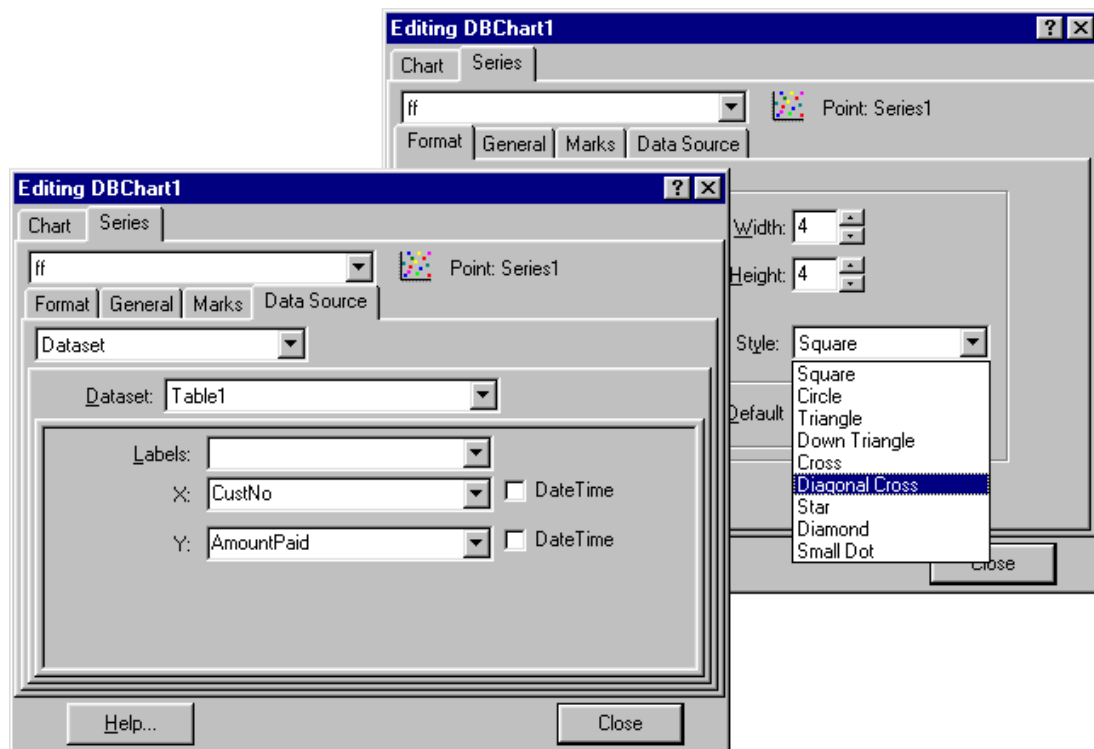 Editing DBChart1
Chart Series
ff Point: Series1
Format General Marks Data Source
Width: 4
Height: 4
Style: Square
Square
Circle
Triangle
Down Triangle
Cross
Diagonal Cross
Star
Diamond
Small Dot
Default
Close
Editing DBChart1
Chart Series
ff Point: Series1
Format General Marks Data Source
Dataset
Dataset: Table1
Labels:
X: CustNo DateTime
Y: AmountPaid DateTime
Help... Close